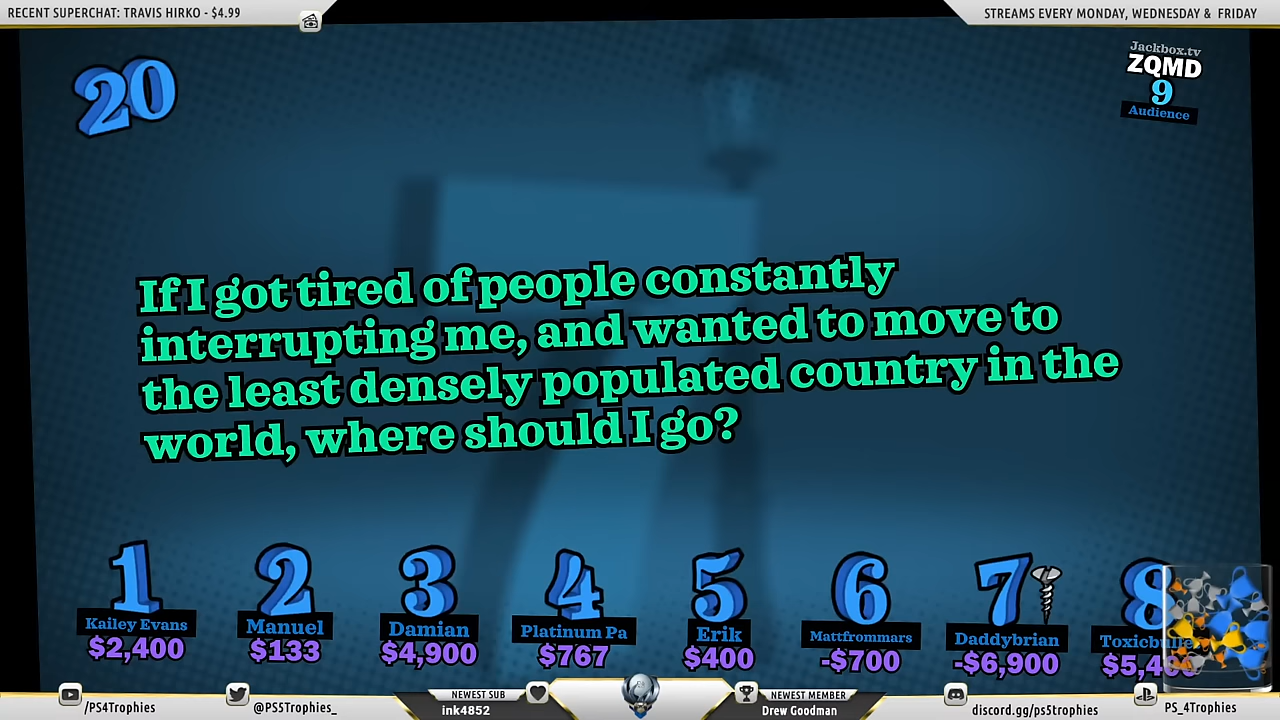 RECENT SUPERCHAT: TRAVIS HIRKO - $4.99
STREAMS EVERY MONDAY, WEDNESDAY & FRIDAY
20
Jackbox.tv
ZQMD
9
Audience
If I got tired of people constantly
interrupting me, and wanted to move to
the least densely populated country in the
world, where should I go?
1
2
3
4
5
6
7
8
Kailey Evans
Manuel
Damian
Platinum Pa
Erik
Mattfrommars
Daddybrian
$2,400
$133
$4,900
$767
$400
-$700
-$6,900
NEWEST SUB
NEWEST MEMBER
/PS4Trophies
@PS5Trophies_
ink4852
Drew Goodman
discord.gg/ps5trophies
PS_4Trophies